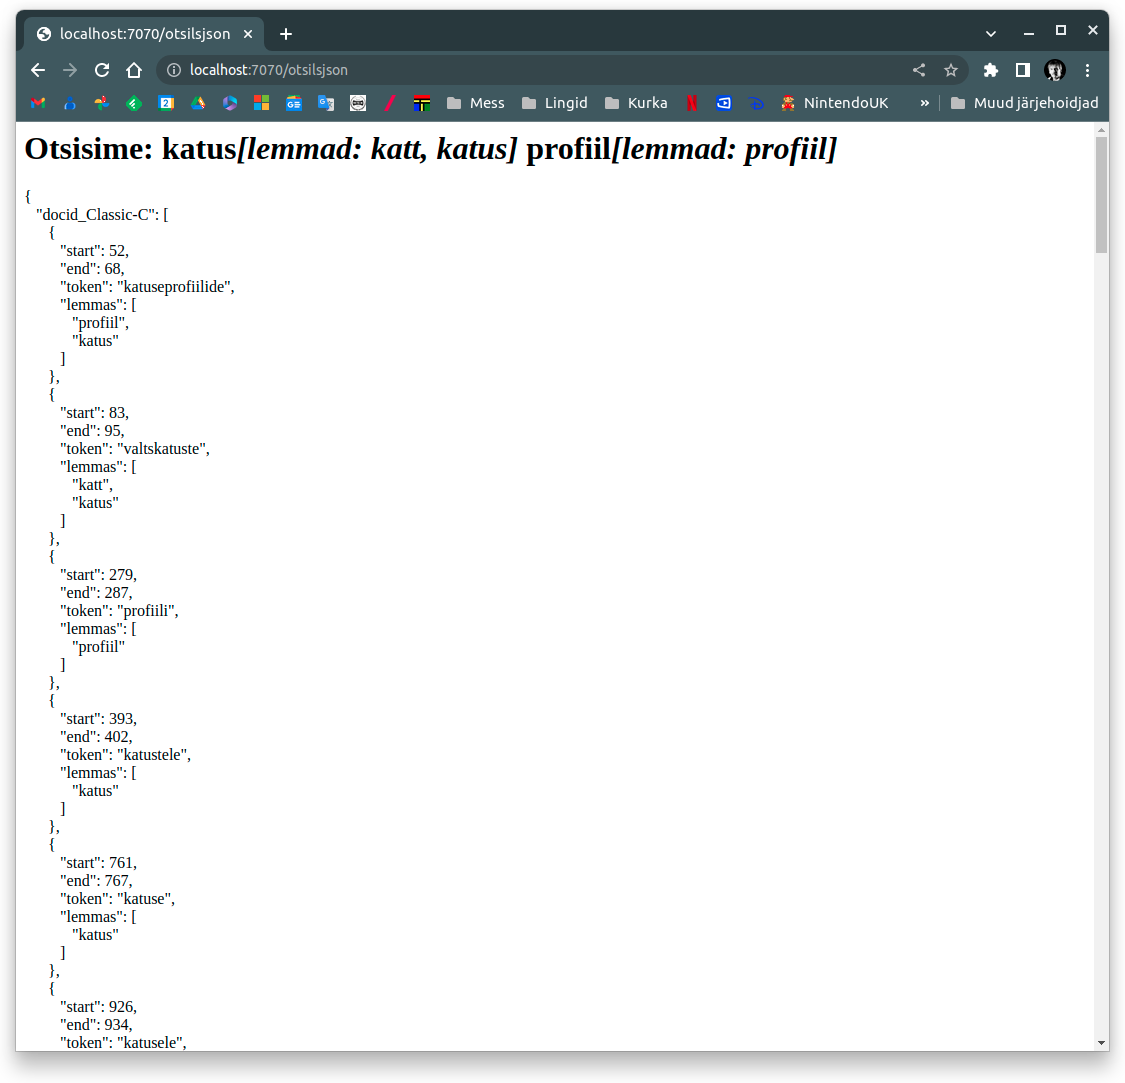 localhost:7070/otsilsjson
localhost:7070/otsilsjson
Mess Lingid Kurka NintendoUK » Muud järjehoidjad
Otsisime: katus[lemmad: katt, katus] profiil[lemmad: profiil]
{
"docid_Classic-C": [
{
"start": 52,
"end": 68,
"token": "katuseprofiilide",
"lemmas": [
"profiil",
"katus"
]
},
{
"start": 83,
"end": 95,
"token": "valtskatuste",
"lemmas": [
"katt",
"katus"
]
},
{
"start": 279,
"end": 287,
"token": "profiili",
"lemmas": [
"profiil"
]
},
{
"start": 393,
"end": 402,
"token": "katustele",
"lemmas": [
"katus"
]
},
{
"start": 761,
"end": 767,
"token": "katuse",
"lemmas": [
"katus"
]
},
{
"start": 926,
"end": 934,
"token": "katusele",